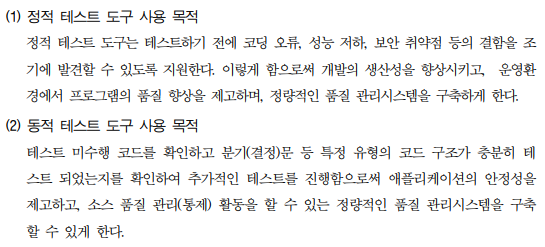 (1) 정적 테스트 도구 사용 목적
정적 테스트 도구는 테스트하기 전에 코딩 오류, 성능 저하, 보안 취약점 등의 결함을 조
기에 발견할 수 있도록 지원한다. 이렇게 함으로써 개발의 생산성을 향상시키고, 운영환
경에서 프로그램의 품질 향상을 제고하며, 정량적인 품질 관리시스템을 구축하게 한다.
(2) 동적 테스트 도구 사용 목적
테스트 미수행 코드를 확인하고 분기(결정)문 등 특정 유형의 코드 구조가 충분히 테
스트 되었는지를 확인하여 추가적인 테스트를 진행함으로써 애플리케이션의 안정성을
제고하고, 소스 품질 관리(통제) 활동을 할 수 있는 정량적인 품질 관리시스템을 구축
할 수 있게 한다.